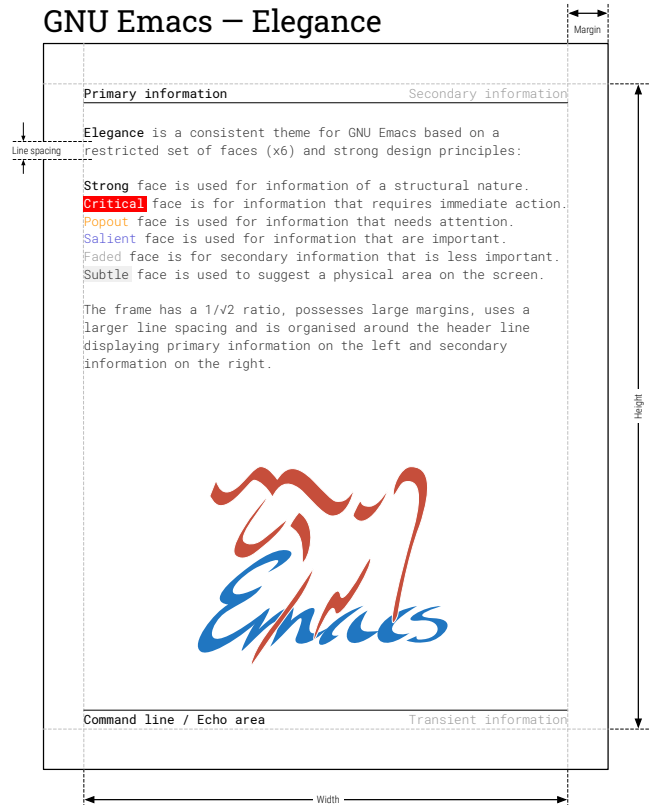 GNU Emacs — Elegance
Margin
Primary information
Secondary information
Elegance is a consistent theme for GNU Emacs based on a
Line spacing
restricted set of faces (x6) and strong design principles:
Strong face is used for information of a structural nature.
Critical face is for information that requires immediate action.
Popout face is used for information that needs attention.
Salient face is used for information that are important.
Faded face is for secondary information that is less important.
Subtle face is used to suggest a physical area on the screen.
The frame has a 1/√2 ratio, possesses large margins, uses a
larger line spacing and is organised around the header line
displaying primary information on the left and secondary
information on the right.
Height
Emacs
Command line / Echo area
Transient information
Width